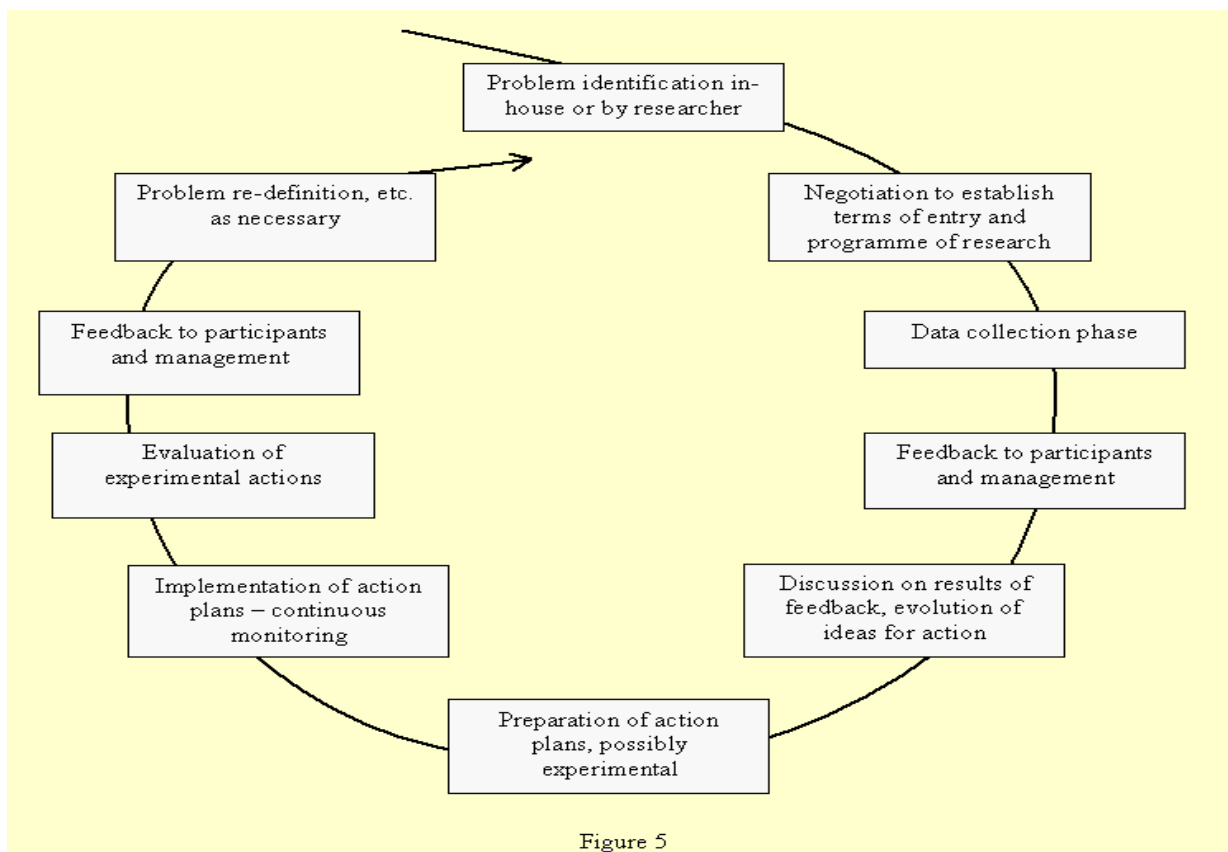 Problem identification in-
house or by researcher
Negotiation to establish
terms of entry and
programme of research
Data collection phase
Feedback to participants
and management
Discussion on results of
feedback, evolution of
ideas for action
Preparation of action
plans, possibly
experimental
Implementation of action
plans – continuous
monitoring
Evaluation of
experimental actions
Feedback to participants
and management
Problem re-definition, etc.
as necessary
Figure 5